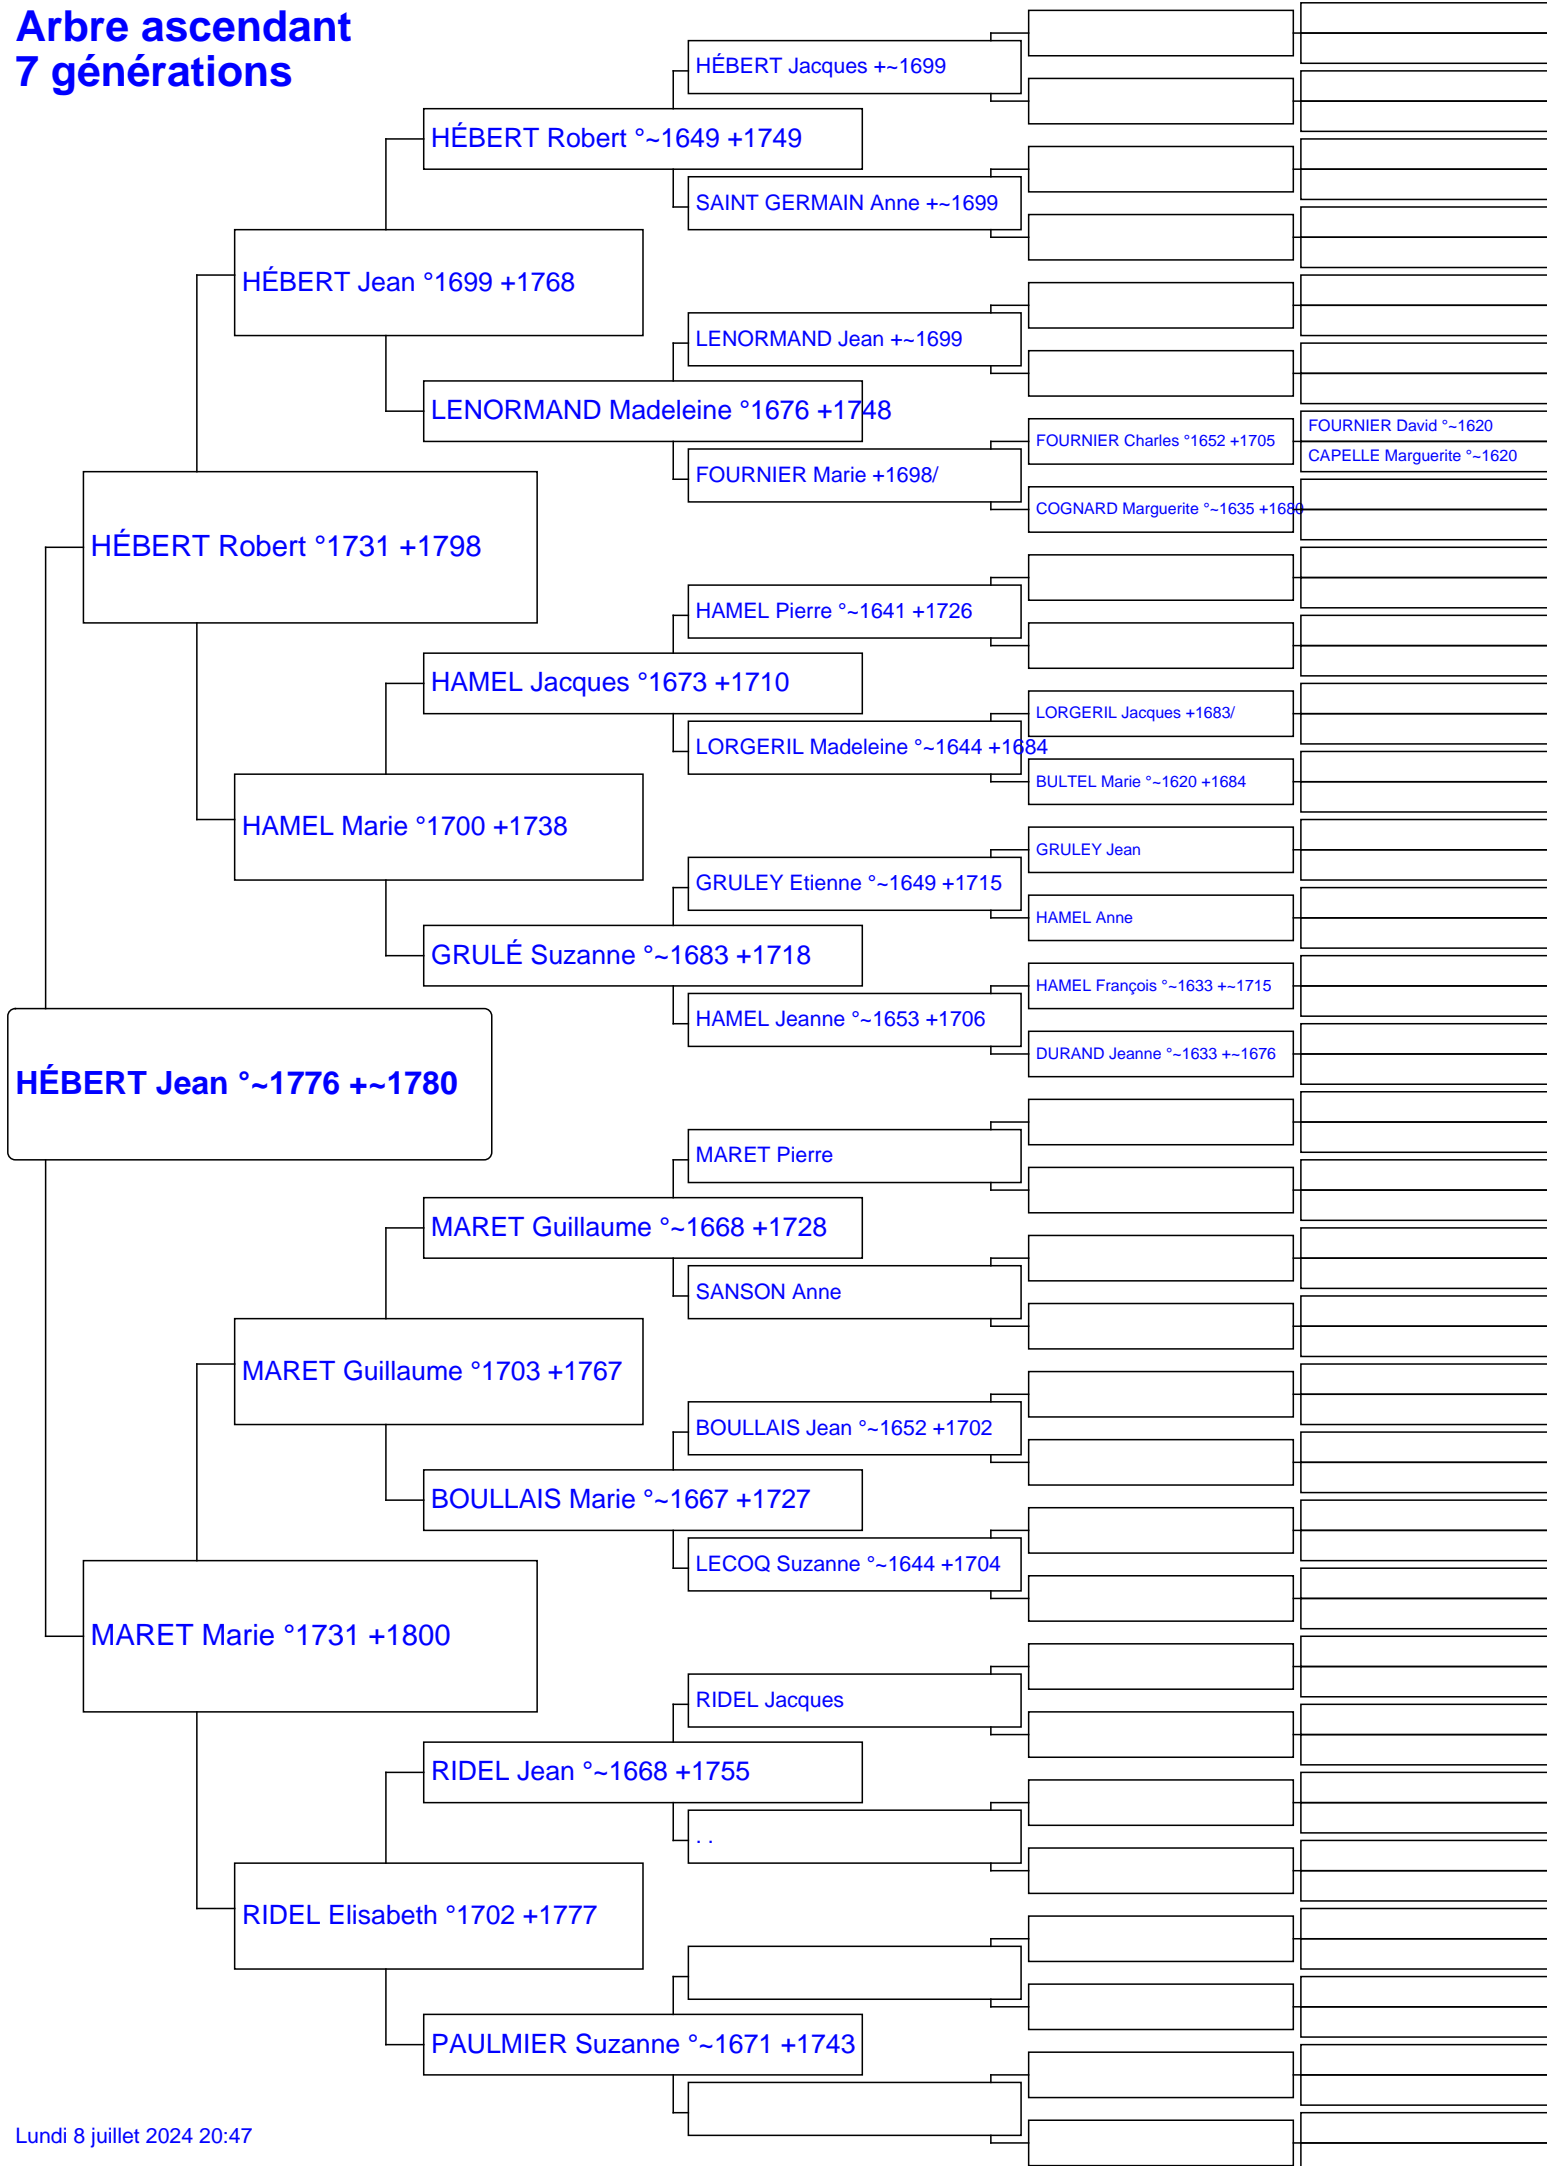 Arbre ascendant
7 générations
HÉBERT Jacques +~1699
HÉBERT Robert °~1649 +1749
SAINT GERMAIN Anne +~1699
HÉBERT Jean °1699 +1768
LENORMAND Jean +~1699
LENORMAND Madeleine °1676 +1748
FOURNIER David °~1620
FOURNIER Charles °1652 +1705
CAPELLE Marguerite °~1620
FOURNIER Marie +1698/
COGNARD Marguerite °~1635 +1680
HÉBERT Robert °1731 +1798
HAMEL Pierre °~1641 +1726
HAMEL Jacques °1673 +1710
LORGERIL Jacques +1683/
LORGERIL Madeleine °~1644 +1684
BULTEL Marie °~1620 +1684
HAMEL Marie °1700 +1738
GRULEY Jean
GRULEY Etienne °~1649 +1715
HAMEL Anne
GRULÉ Suzanne °~1683 +1718
HAMEL François °~1633 +~1715
HAMEL Jeanne °~1653 +1706
DURAND Jeanne °~1633 +~1676
HÉBERT Jean °~1776 +~1780
MARET Pierre
MARET Guillaume °~1668 +1728
SANSON Anne
MARET Guillaume °1703 +1767
BOULLAIS Jean °~1652 +1702
BOULLAIS Marie °~1667 +1727
LECOQ Suzanne °~1644 +1704
MARET Marie °1731 +1800
RIDEL Jacques
RIDEL Jean °~1668 +1755
. .
RIDEL Elisabeth °1702 +1777
PAULMIER Suzanne °~1671 +1743
Lundi 8 juillet 2024 20:47